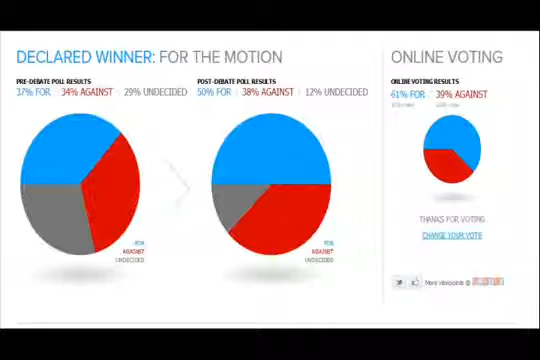 DECLARED WINNER: FOR THE MOTION
PRE-DEBATE POLL RESULTS
37% FOR | 34% AGAINST | 29% UNDECIDED
FOR
AGAINST
UNDECIDED
POST-DEBATE POLL RESULTS
50% FOR | 38% AGAINST | 12% UNDECIDED
FOR
AGAINST
UNDECIDED
ONLINE VOTING
ONLINE VOTING RESULTS
61% FOR | 39% AGAINST
THANKS FOR VOTING
CHANGE YOUR VOTE
More viewpoints @